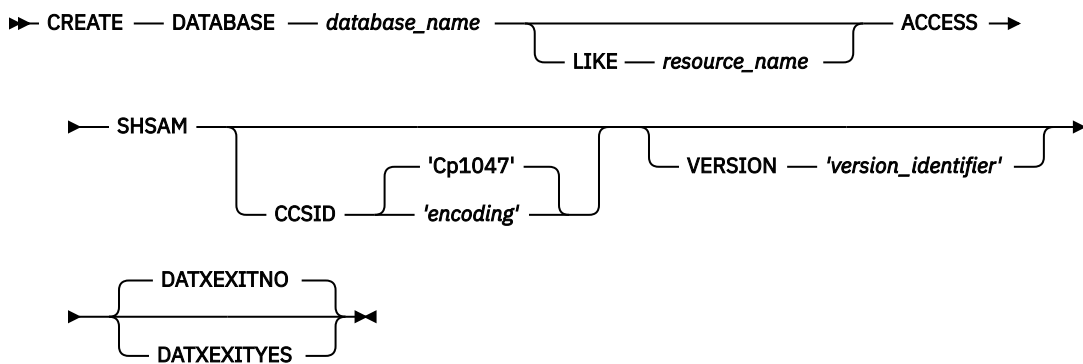 CREATE DATABASE database_name ACCESS
LIKE resource_name
SHSAM
'Cp1047'
VERSION 'version_identifier'
CCSID 'encoding'
DATXEXITNO
DATXEXITYES